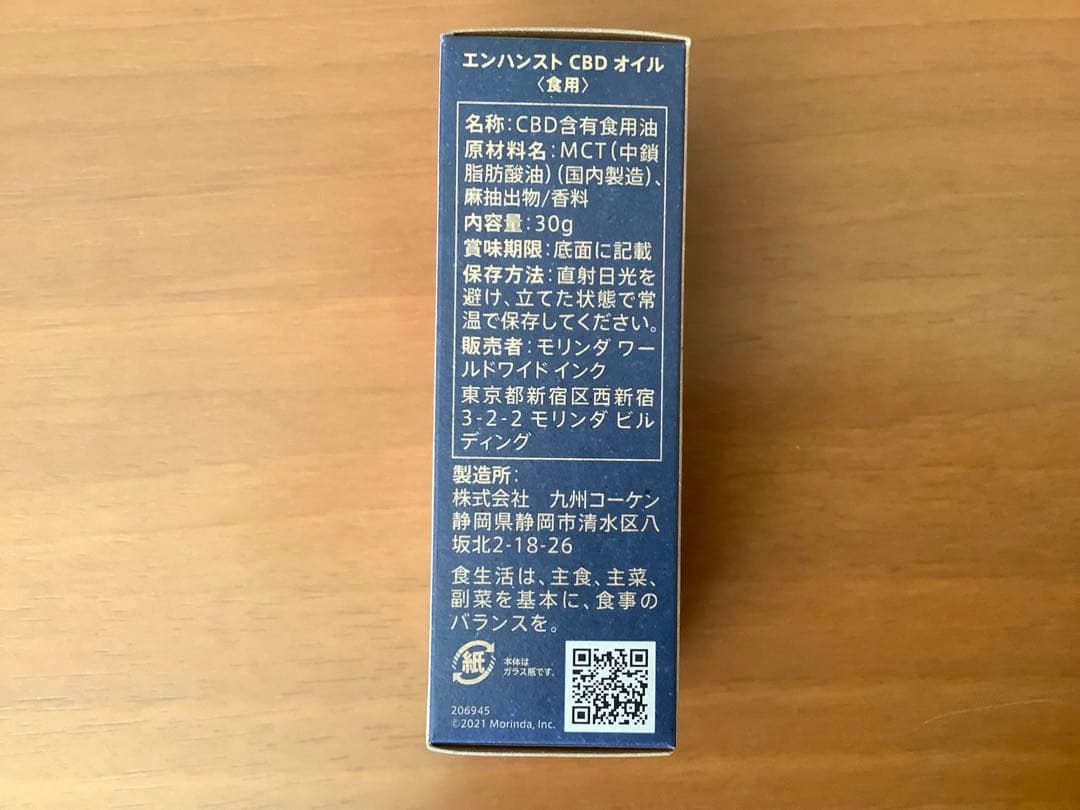 エンハンスト CBD オイル
〈食用〉
名称:CBD含有食用油
原材料名:MCT(中鎖
脂肪酸油)(国内製造)、
麻抽出物/香料
内容量:30g
賞味期限:底面に記載
保存方法:直射日光を
避け、立てた状態で常
温で保存してください。
販売者:モリンダ ワー
ルドワイド インク
東京都新宿区西新宿
3-2-2 モリンダ ビル
ディング
製造所:
株式会社　九州コーケン
静岡県静岡市清水区八
坂北2-18-26
食生活は、主食、主菜、
副菜を基本に、食事の
バランスを。
紙
本体は
ガラス瓶です。
206945
©2021 Morinda, Inc.